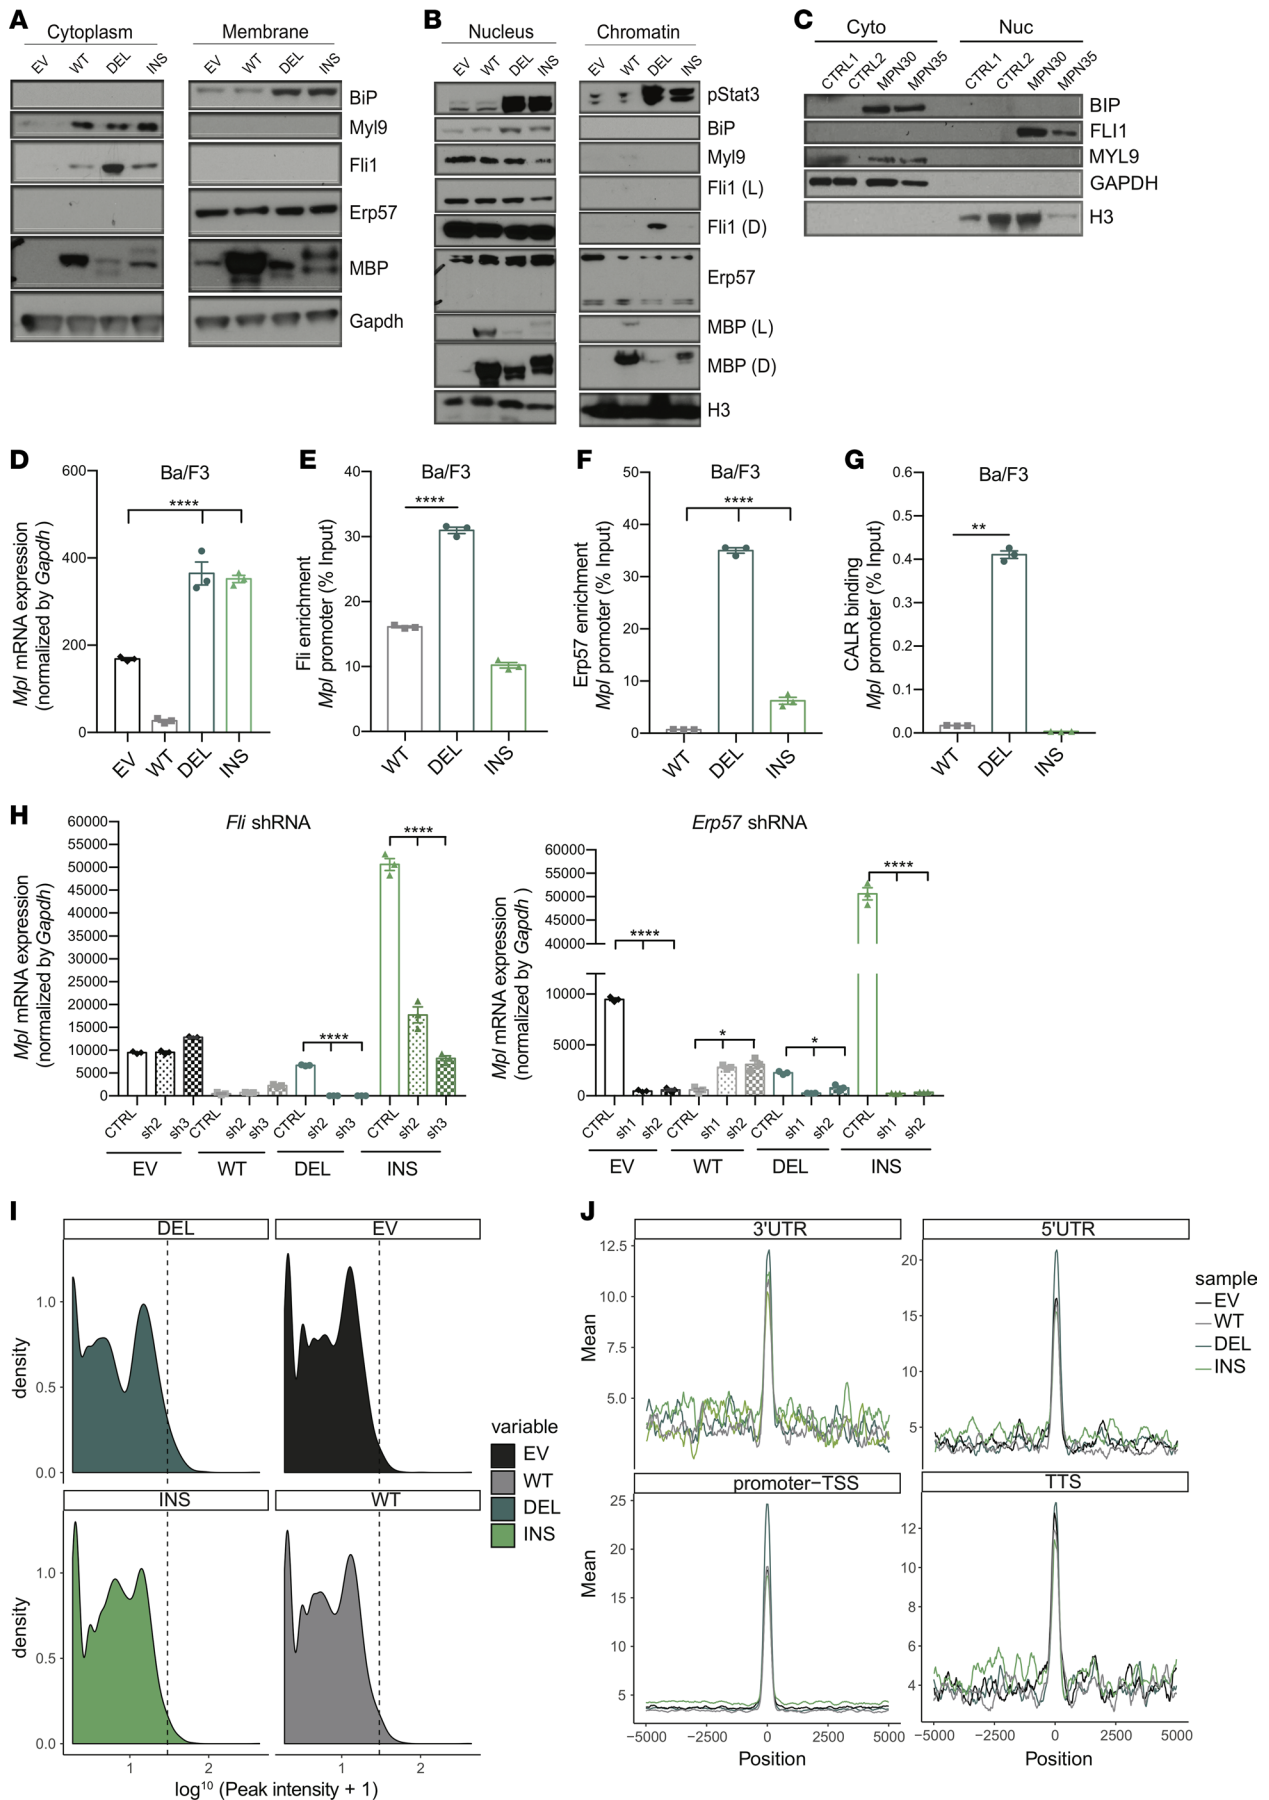 A
Cytoplasm
Membrane
EV WT DEL INS
EV WT DEL INS
BiP
Myl9
Fli1
Erp57
MBP
Gapdh
B
Nucleus
Chromatin
EV WT DEL INS
EV WT DEL INS
pStat3
BiP
Myl9
Fli1 (L)
Fli1 (D)
Erp57
MBP (L)
MBP (D)
H3
C
Cyto
Nuc
CTRL1 CTRL2 MPN30 MPN35
CTRL1 CTRL2 MPN30 MPN35
BIP
FLI1
MYL9
GAPDH
H3
D
Ba/F3
Mpl mRNA expression
(normalized by Gapdh)
600
400
200
0
****
EV WT DEL INS
E
Ba/F3
Fli enrichment
Mpl promoter (% Input)
40
30
20
10
0
****
WT DEL INS
F
Ba/F3
Erp57 enrichment
Mpl promoter (% Input)
50
40
30
20
10
0
****
WT DEL INS
G
Ba/F3
CALR binding
Mpl promoter (% Input)
0.6
0.5
0.4
0.3
0.2
0.1
0.0
**
WT DEL INS
H
Fli shRNA
Mpl mRNA expression
(normalized by Gapdh)
60000
55000
50000
45000
40000
35000
30000
25000
20000
15000
10000
5000
0
****
****
CTRL sh2 sh3 CTRL sh2 sh3 CTRL sh2 sh3 CTRL sh2 sh3
EV WT DEL INS
Erp57 shRNA
Mpl mRNA expression
(normalized by Gapdh )
60000
55000
50000
45000
40000
10000
5000
0
****
*
*
****
CTRL sh1 sh2 CTRL sh1 sh2 CTRL sh1 sh2 CTRL sh1 sh2
EV WT DEL INS
I
DEL
EV
density
1.0
0.5
0.0
INS
WT
density
1.0
0.5
0.0
1 2
1 2
log¹⁰ (Peak intensity + 1)
variable
EV
WT
DEL
INS
J
3'UTR
Mean
12.5
10.0
7.5
5.0
5'UTR
20
15
10
5
promoter−TSS
Mean
25
20
15
10
5
−5000 −2500 0 2500 5000
Position
TTS
12
10
8
6
4
−5000 −2500 0 2500 5000
Position
sample
EV
WT
DEL
INS